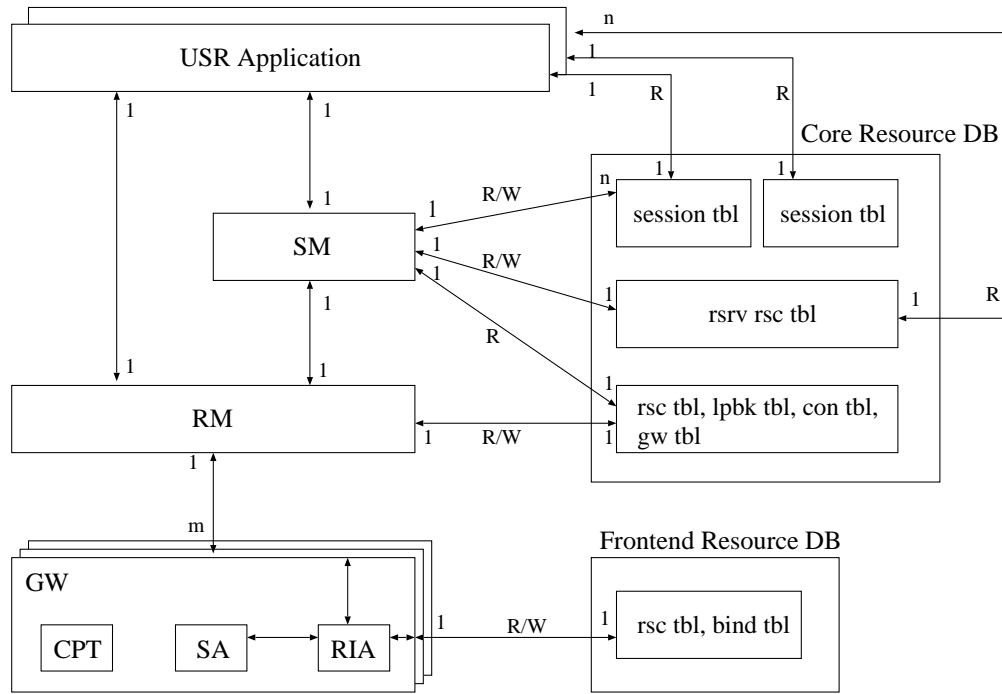 n
USR Application
1
1
R
R
1
1
Core Resource DB
1
1
n
R/W
1
session tbl
session tbl
1
SM
1
R/W
1
1
1
rsrv rsc tbl
1
R
1
R
1
1
1
rsc tbl, lpbk tbl, con tbl,
gw tbl
RM
1
R/W
1
1
m
Frontend Resource DB
GW
1
R/W
1
rsc tbl, bind tbl
CPT
SA
RIA